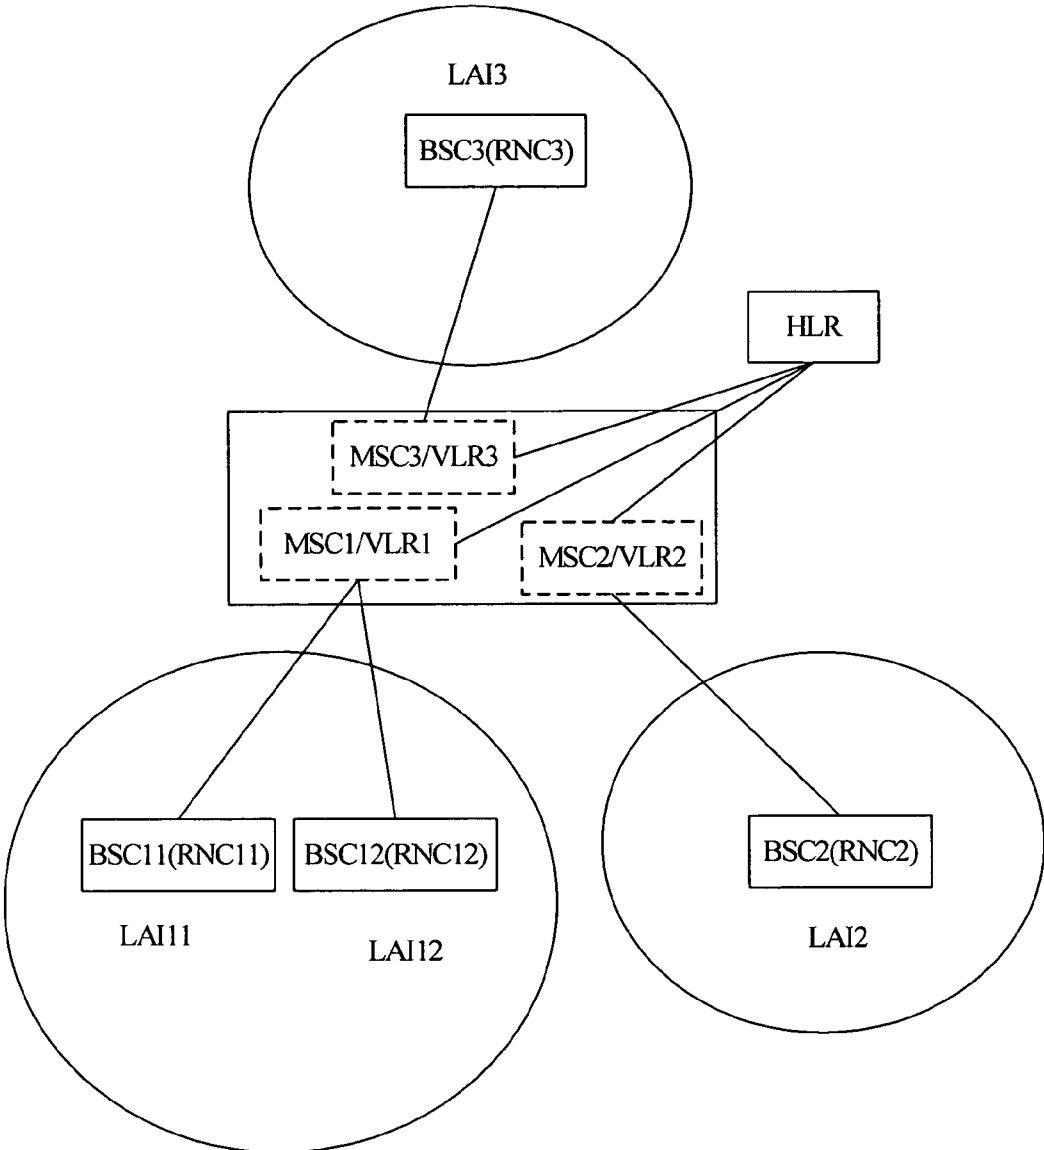 LAI3
BSC3(RNC3)
HLR
MSC3/VLR3
MSC1/VLR1
MSC2/VLR2
BSC11(RNC11)
BSC12(RNC12)
BSC2(RNC2)
LAI11
LAI12
LAI2